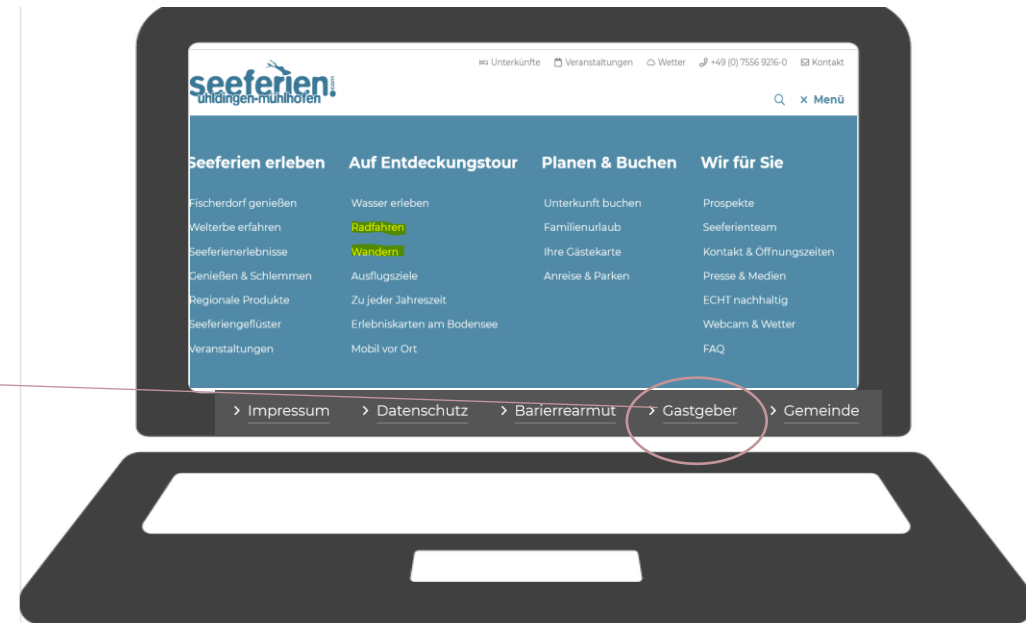 Unterkünfte Veranstaltungen Wetter +49 (0) 7556 9216-0 Kontakt
seeferien.com
uhldingen-mühlhofen
× Menü
Seeferien erleben
Fischerdorf genießen
Welterbe erfahren
Seeferienerlebnisse
Genießen & Schlemmen
Regionale Produkte
Seeferiengeflüster
Veranstaltungen
Auf Entdeckungstour
Wasser erleben
Radfahren
Wandern
Ausflugsziele
Zu jeder Jahreszeit
Erlebniskarten am Bodensee
Mobil vor Ort
Planen & Buchen
Unterkunft buchen
Familienurlaub
Ihre Gästekarte
Anreise & Parken
Wir für Sie
Prospekte
Seeferienteam
Kontakt & Öffnungszeiten
Presse & Medien
ECHT nachhaltig
Webcam & Wetter
FAQ
> Impressum > Datenschutz > Barierrearmut > Gastgeber > Gemeinde